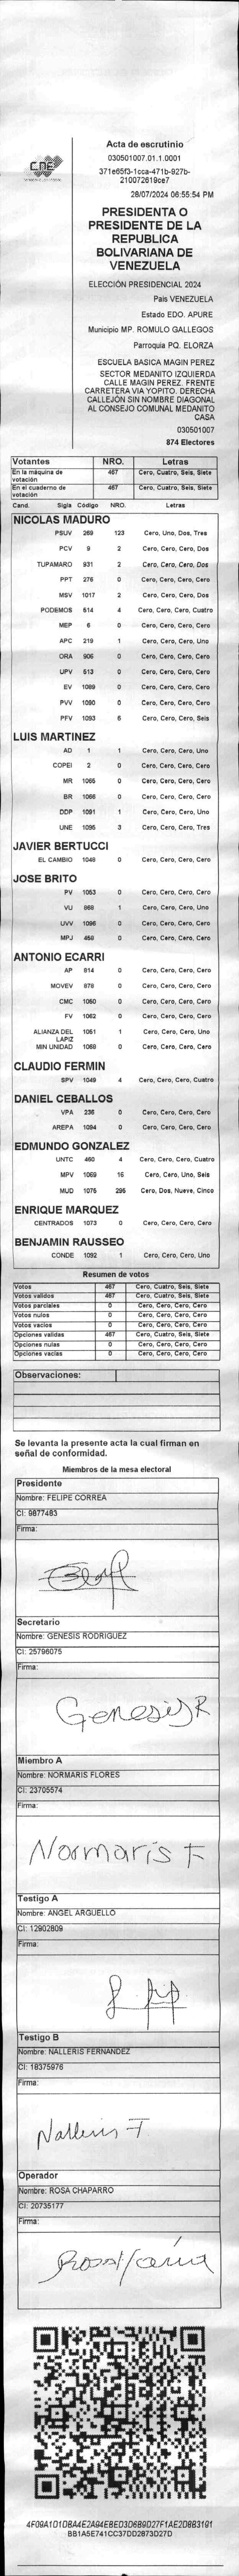 CNE
Acta de escrutinio
030501007.01.1.0001
371e65f3-1cca-471b-927b-
210072619ce7
28/07/2024 06:55:54 PM
PRESIDENTA O
PRESIDENTE DE LA
REPUBLICA
BOLIVARIANA DE
VENEZUELA
ELECCIÓN PRESIDENCIAL 2024
País VENEZUELA
Estado EDO. APURE
Municipio MP. ROMULO GALLEGOS
Parroquia PQ. ELORZA
ESCUELA BASICA MAGIN PEREZ
SECTOR MEDANITO IZQUIERDA
CALLE MAGIN PEREZ. FRENTE
CARRETERA VIA YOPITO. DERECHA
CALLEJÓN SIN NOMBRE DIAGONAL
AL CONSEJO COMUNAL MEDANITO
CASA
030501007
874 Electores
Votantes NRO. Letras
En la máquina de votación 467 Cero, Cuatro, Seis, Siete
En el cuaderno de votación 467 Cero, Cuatro, Seis, Siete
Cand. Sigla Código NRO. Letras
NICOLAS MADURO
PSUV 269 123 Cero, Uno, Dos, Tres
PCV 9 2 Cero, Cero, Cero, Dos
TUPAMARO 931 2 Cero, Cero, Cero, Dos
PPT 276 0 Cero, Cero, Cero, Cero
MSV 1017 2 Cero, Cero, Cero, Dos
PODEMOS 514 4 Cero, Cero, Cero, Cuatro
MEP 6 0 Cero, Cero, Cero, Cero
APC 219 1 Cero, Cero, Cero, Uno
ORA 906 0 Cero, Cero, Cero, Cero
UPV 513 0 Cero, Cero, Cero, Cero
EV 1089 0 Cero, Cero, Cero, Cero
PVV 1090 0 Cero, Cero, Cero, Cero
PFV 1093 6 Cero, Cero, Cero, Seis
LUIS MARTINEZ
AD 1 1 Cero, Cero, Cero, Uno
COPEI 2 0 Cero, Cero, Cero, Cero
MR 1065 0 Cero, Cero, Cero, Cero
BR 1066 0 Cero, Cero, Cero, Cero
DDP 1091 1 Cero, Cero, Cero, Uno
UNE 1095 3 Cero, Cero, Cero, Tres
JAVIER BERTUCCI
EL CAMBIO 1048 0 Cero, Cero, Cero, Cero
JOSE BRITO
PV 1053 0 Cero, Cero, Cero, Cero
VU 868 1 Cero, Cero, Cero, Uno
UVV 1096 0 Cero, Cero, Cero, Cero
MPJ 458 0 Cero, Cero, Cero, Cero
ANTONIO ECARRI
AP 814 0 Cero, Cero, Cero, Cero
MOVEV 878 0 Cero, Cero, Cero, Cero
CMC 1050 0 Cero, Cero, Cero, Cero
FV 1062 0 Cero, Cero, Cero, Cero
ALIANZA DEL LAPIZ 1051 1 Cero, Cero, Cero, Uno
MIN UNIDAD 1058 0 Cero, Cero, Cero, Cero
CLAUDIO FERMIN
SPV 1049 4 Cero, Cero, Cero, Cuatro
DANIEL CEBALLOS
VPA 236 0 Cero, Cero, Cero, Cero
AREPA 1094 0 Cero, Cero, Cero, Cero
EDMUNDO GONZALEZ
UNTC 460 4 Cero, Cero, Cero, Cuatro
MPV 1069 16 Cero, Cero, Uno, Seis
MUD 1075 295 Cero, Dos, Nueve, Cinco
ENRIQUE MARQUEZ
CENTRADOS 1073 0 Cero, Cero, Cero, Cero
BENJAMIN RAUSSEO
CONDE 1092 1 Cero, Cero, Cero, Uno
Resumen de votos
Votos 467 Cero, Cuatro, Seis, Siete
Votos validos 467 Cero, Cuatro, Seis, Siete
Votos parciales 0 Cero, Cero, Cero, Cero
Votos nulos 0 Cero, Cero, Cero, Cero
Votos vacios 0 Cero, Cero, Cero, Cero
Opciones validas 467 Cero, Cuatro, Seis, Siete
Opciones nulas 0 Cero, Cero, Cero, Cero
Opciones vacias 0 Cero, Cero, Cero, Cero
Observaciones:
Se levanta la presente acta la cual firman en
señal de conformidad.
Miembros de la mesa electoral
Presidente
Nombre: FELIPE CORREA
CI: 9877483
Firma:
Secretario
Nombre: GENESIS RODRIGUEZ
CI: 25796075
Firma:
Genesis R
Miembro A
Nombre: NORMARIS FLORES
CI: 23705574
Firma:
Normaris F
Testigo A
Nombre: ANGEL ARGUELLO
CI: 12902809
Firma:
Testigo B
Nombre: NALLERIS FERNANDEZ
CI: 18375976
Firma:
Nalleris F.
Operador
Nombre: ROSA CHAPARRO
CI: 20735177
Firma:
4F09A1D1DBA4E2A94E8ED3D6B9D27F1AE2D8B3191
BB1A5E741CC37DD2873D27D